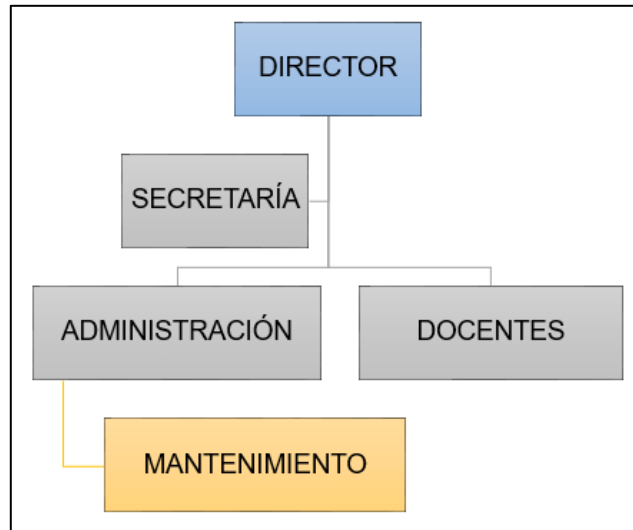 DIRECTOR
SECRETARÍA
ADMINISTRACIÓN
DOCENTES
MANTENIMIENTO